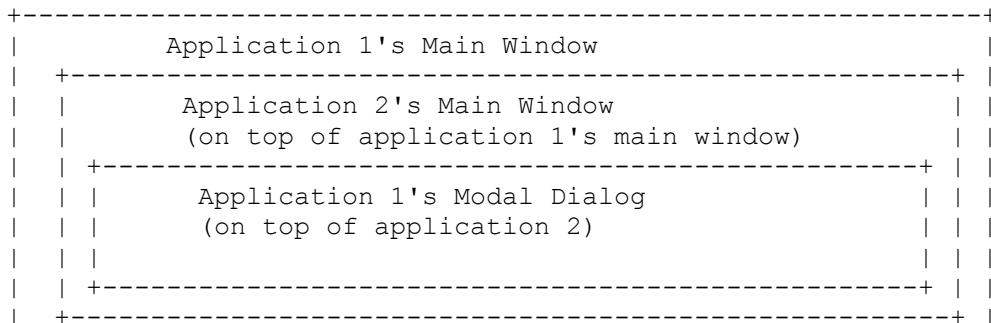 Application 1's Main Window
Application 2's Main Window
(on top of application 1's main window)
Application 1's Modal Dialog
(on top of application 2)